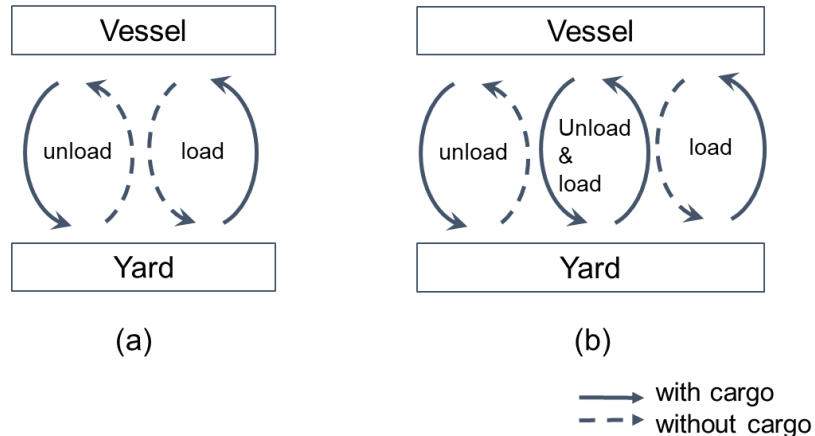 Vessel
unload
load
Yard
(a)
Vessel
unload
Unload
&
load
load
Yard
(b)
with cargo
without cargo